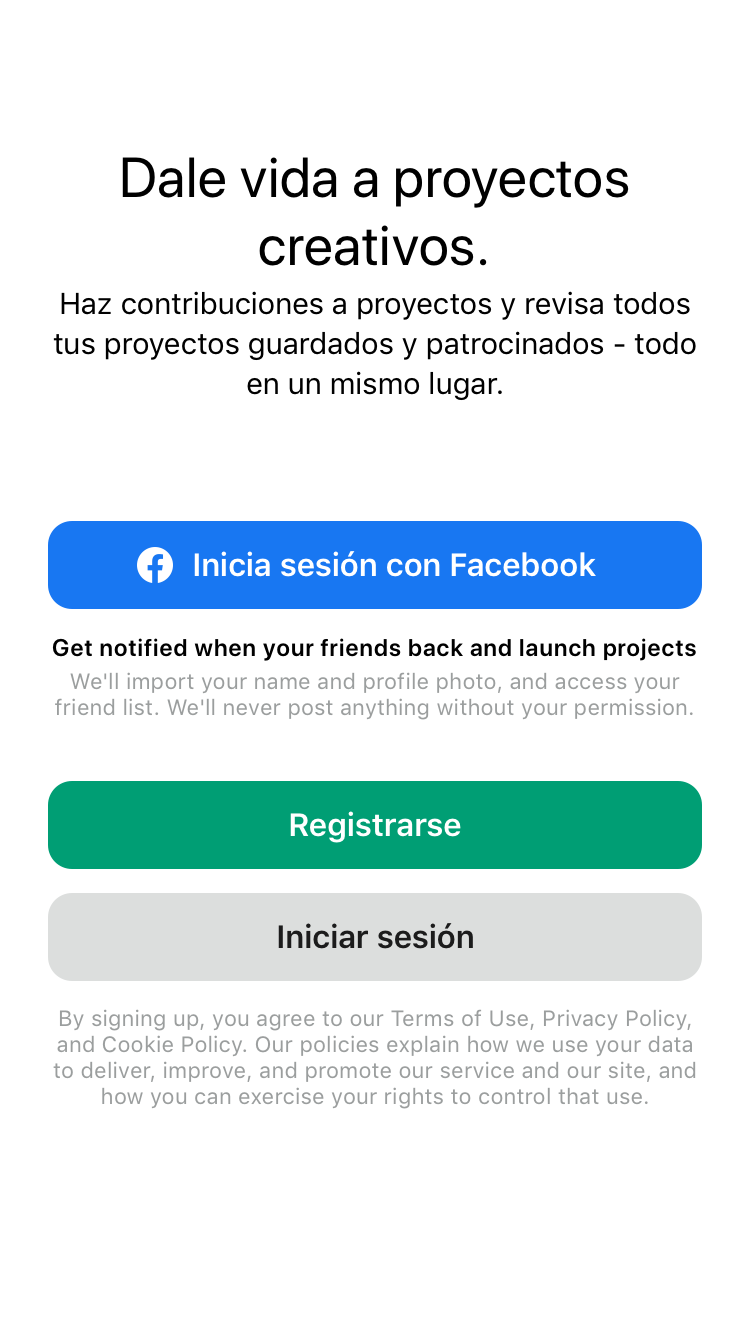 Dale vida a proyectos
creativos.
Haz contribuciones a proyectos y revisa todos
tus proyectos guardados y patrocinados - todo
en un mismo lugar.
Inicia sesión con Facebook
Get notified when your friends back and launch projects
We'll import your name and profile photo, and access your
friend list. We'll never post anything without your permission.
Registrarse
Iniciar sesión
By signing up, you agree to our Terms of Use, Privacy Policy,
and Cookie Policy. Our policies explain how we use your data
to deliver, improve, and promote our service and our site, and
how you can exercise your rights to control that use.